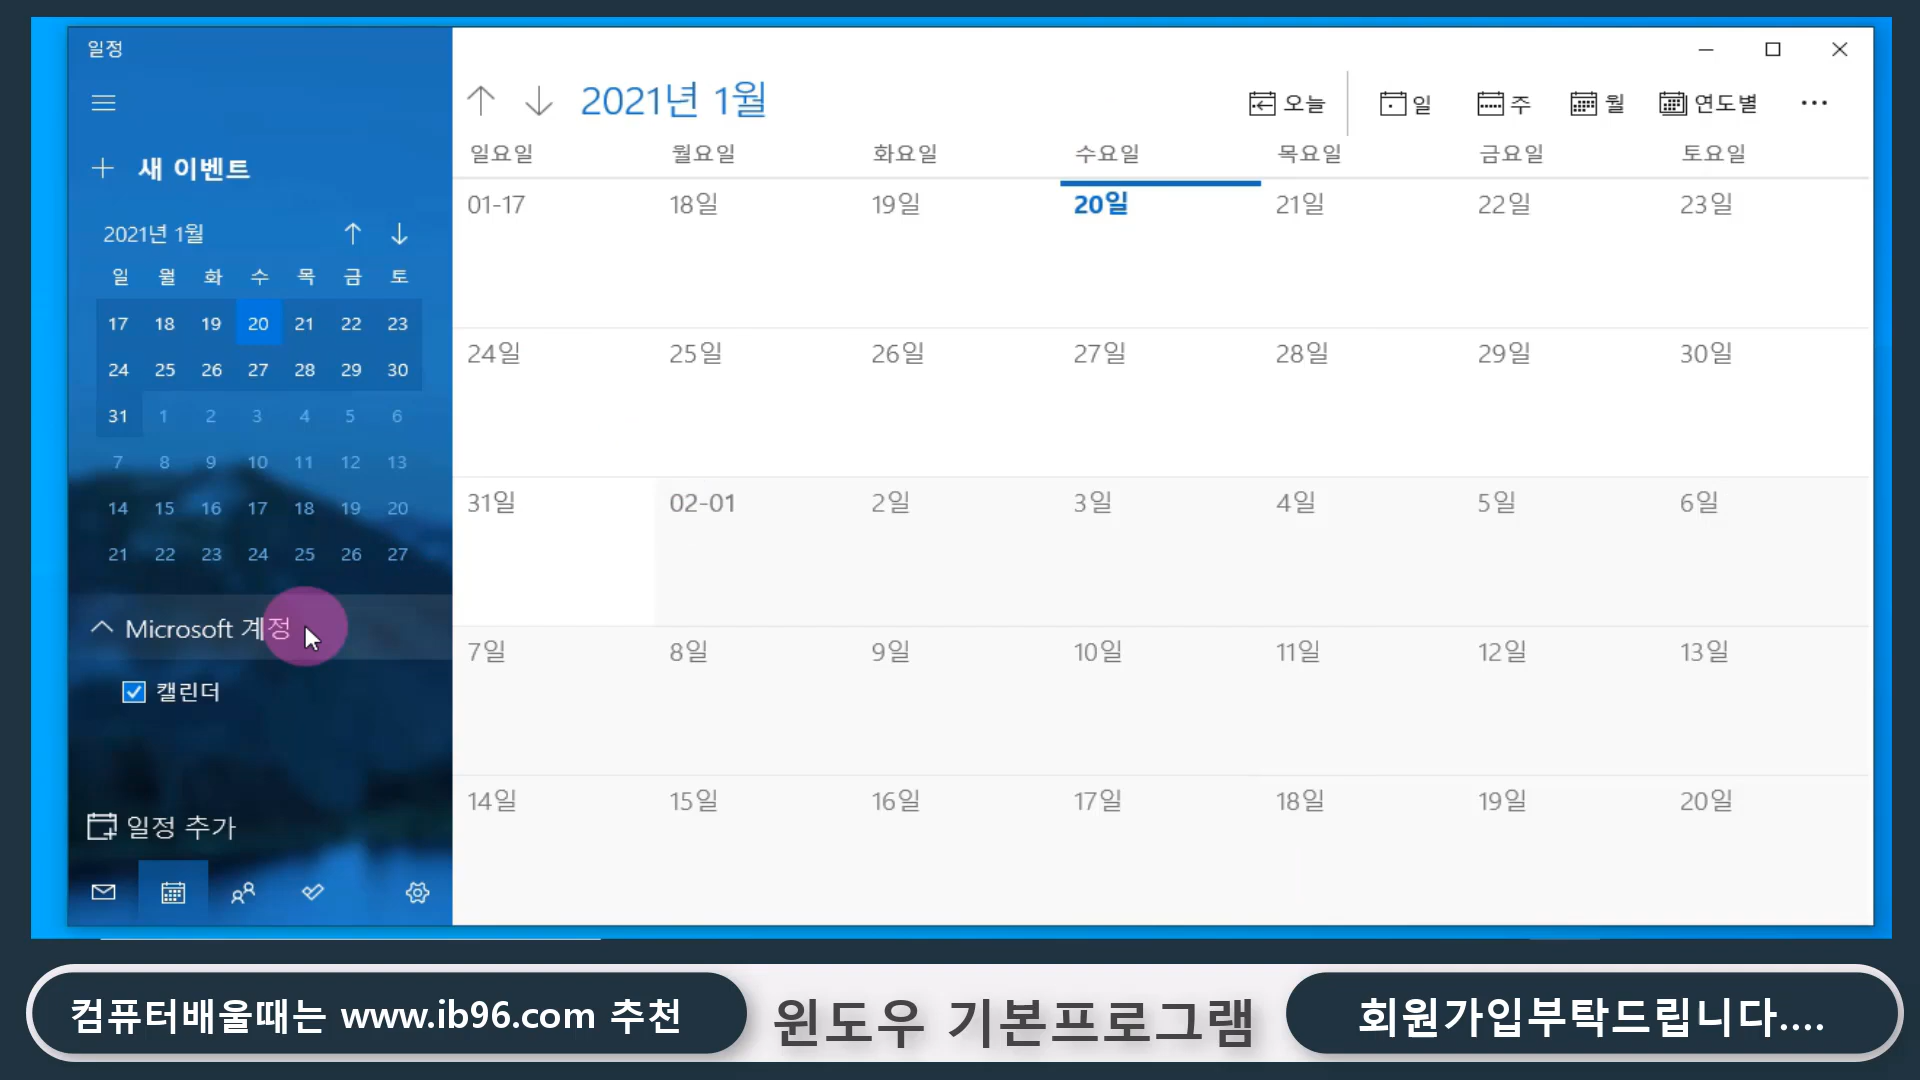 일정
새 이벤트
2021년 1월
일 월 화 수 목 금 토
17 18 19 20 21 22 23
24 25 26 27 28 29 30
31 1 2 3 4 5 6
7 8 9 10 11 12 13
14 15 16 17 18 19 20
21 22 23 24 25 26 27
Microsoft 계정
캘린더
일정 추가
2021년 1월
오늘 일 주 월 연도별
일요일 월요일 화요일 수요일 목요일 금요일 토요일
01-17 18일 19일 20일 21일 22일 23일
24일 25일 26일 27일 28일 29일 30일
31일 02-01 2일 3일 4일 5일 6일
7일 8일 9일 10일 11일 12일 13일
14일 15일 16일 17일 18일 19일 20일
컴퓨터배울때는 www.ib96.com 추천
윈도우 기본프로그램
회원가입부탁드립니다....